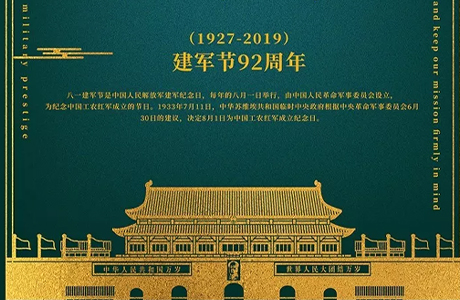 military prestige
and keep our mission firmly in mind
(1927-2019)
建军节92周年
八一建军节是中国人民解放军建军纪念日，每年的八月一日举行，由中国人民革命军事委员会设立，
为纪念中国工农红军成立的节日。1933年7月11日，中华苏维埃共和国临时中央政府根据中央革命军事委员会6月
30日的建议，决定8月1日为中国工农红军成立纪念日。
中华人民共和国万岁
世界人民大团结万岁